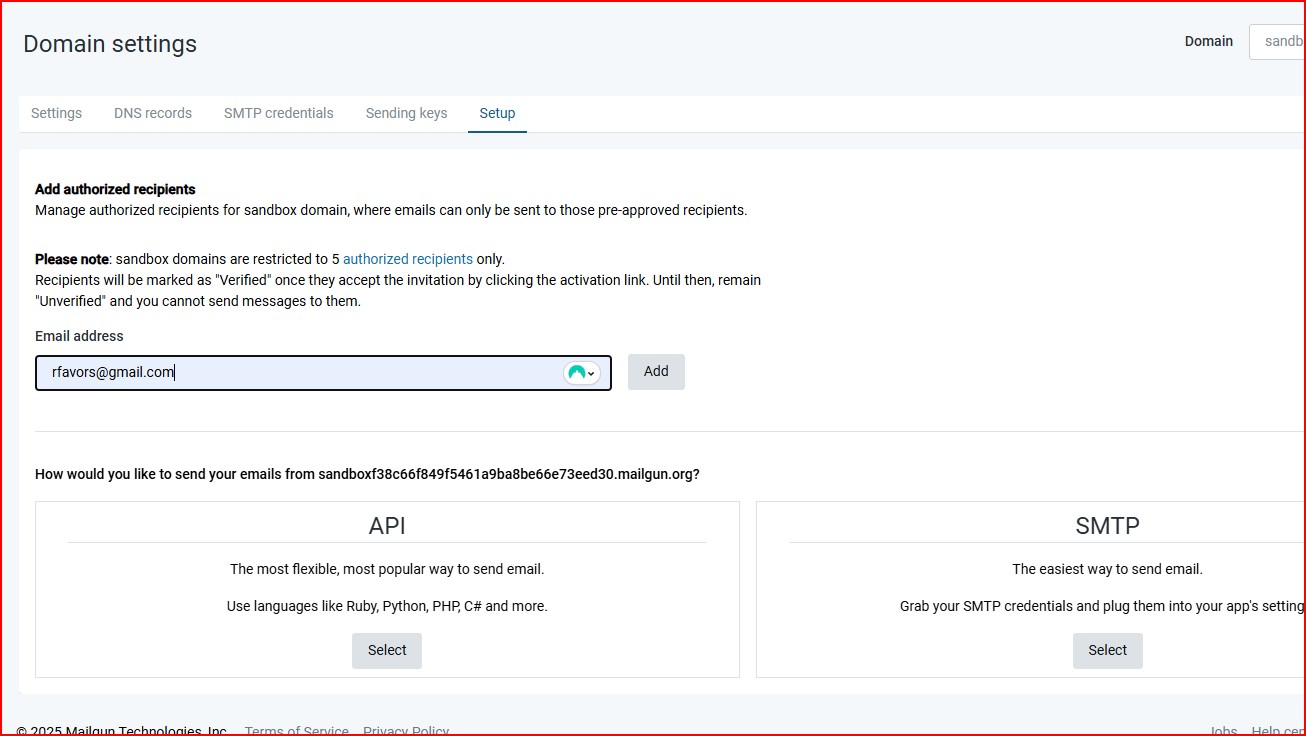 Domain settings
Domain
sandb
Settings
DNS records
SMTP credentials
Sending keys
Setup
Add authorized recipients
Manage authorized recipients for sandbox domain, where emails can only be sent to those pre-approved recipients.
Please note: sandbox domains are restricted to 5 authorized recipients only.
Recipients will be marked as "Verified" once they accept the invitation by clicking the activation link. Until then, remain
"Unverified" and you cannot send messages to them.
Email address
rfavors@gmail.com
Add
How would you like to send your emails from sandboxf38c66f849f5461a9ba8be66e73eed30.mailgun.org?
API
The most flexible, most popular way to send email.
Use languages like Ruby, Python, PHP, C# and more.
Select
SMTP
The easiest way to send email.
Grab your SMTP credentials and plug them into your app's setting
Select
© 2025 Mailgun Technologies, Inc.
Terms of Service
Privacy Policy
Jobs
Help cen